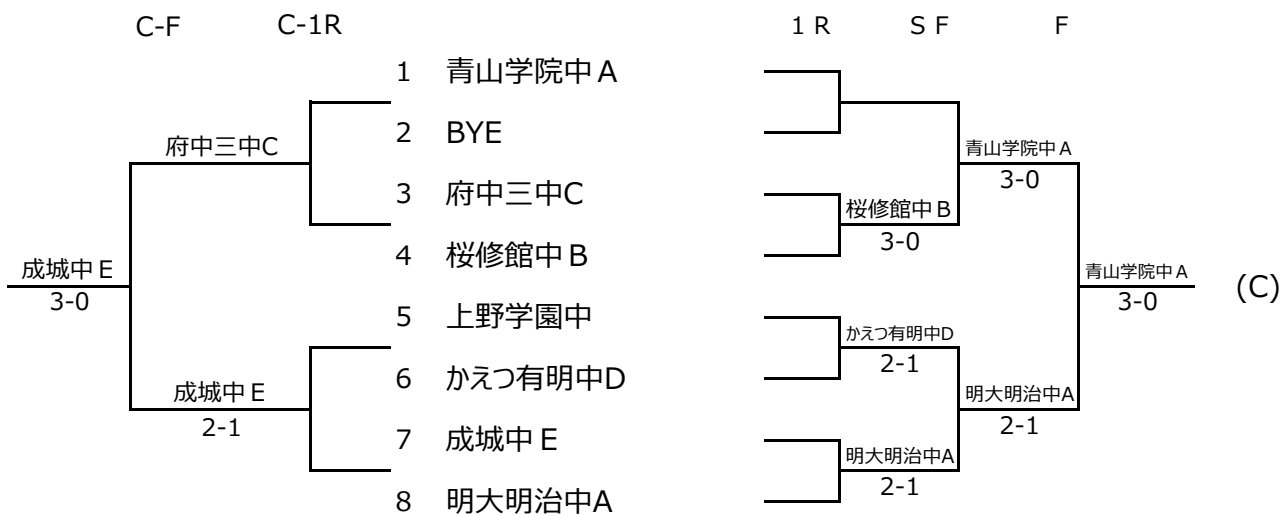 C-F C-1R 1 R S F F
1 青山学院中Ａ
2 BYE
府中三中C 青山学院中Ａ
3-0
3 府中三中C
桜修館中Ｂ
3-0
4 桜修館中Ｂ
成城中Ｅ 青山学院中Ａ (C)
3-0 3-0
5 上野学園中
かえつ有明中D
2-1
6 かえつ有明中D
成城中Ｅ 明大明治中A
2-1 2-1
7 成城中Ｅ
明大明治中A
2-1
8 明大明治中A